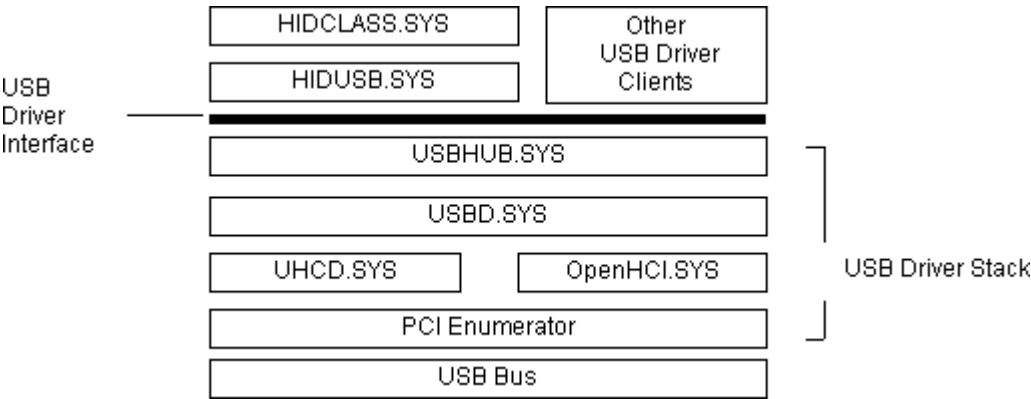 HIDCLASS.SYS
Other
USB Driver
Clients
HIDUSB.SYS
USB
Driver
Interface
USBHUB.SYS
USBD.SYS
UHCD.SYS
OpenHCI.SYS
USB Driver Stack
PCI Enumerator
USB Bus